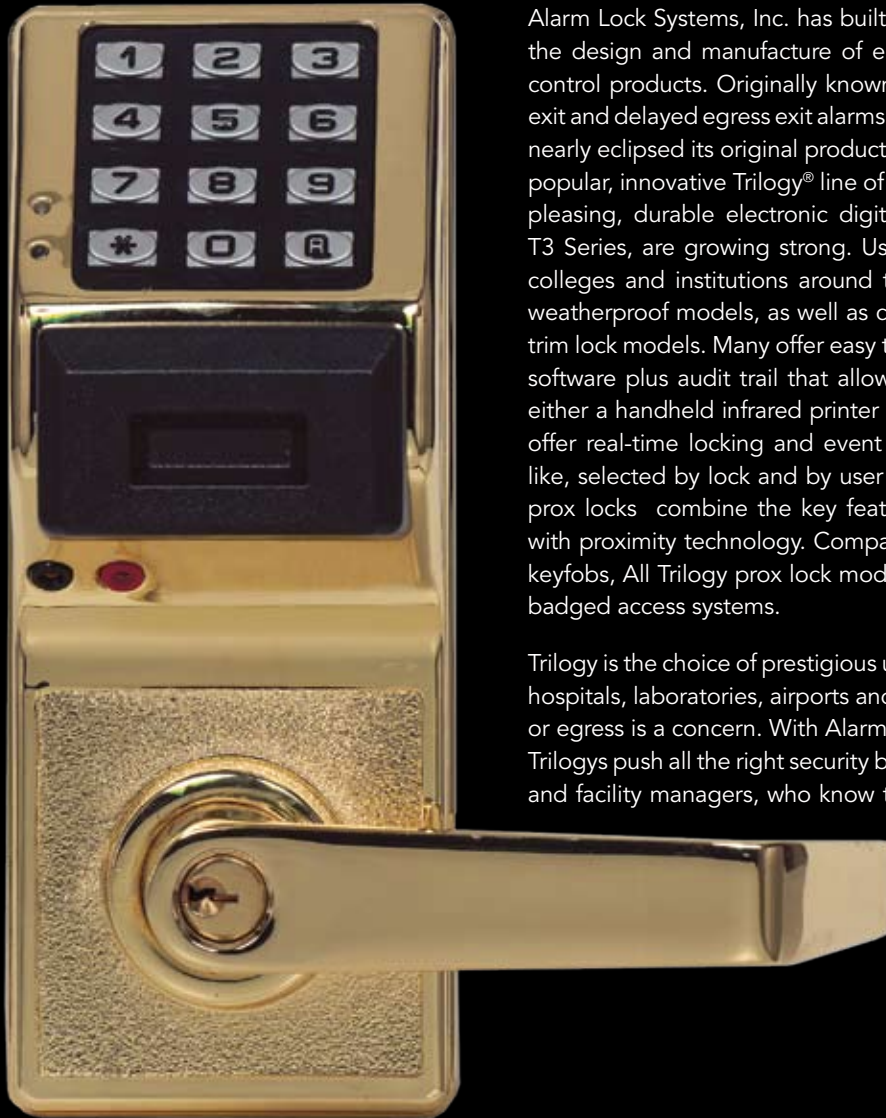 1 2 3
4 5 6
7 8 9
* 0
Alarm Lock Systems, Inc. has built
the design and manufacture of e
control products. Originally known
exit and delayed egress exit alarms
nearly eclipsed its original product
popular, innovative Trilogy® line of
pleasing, durable electronic digit
T3 Series, are growing strong. Us
colleges and institutions around t
weatherproof models, as well as o
trim lock models. Many offer easy t
software plus audit trail that allow
either a handheld infrared printer
offer real-time locking and event
like, selected by lock and by user
prox locks combine the key feat
with proximity technology. Compa
keyfobs, All Trilogy prox lock mod
badged access systems.
Trilogy is the choice of prestigious u
hospitals, laboratories, airports and
or egress is a concern. With Alarm
Trilogys push all the right security b
and facility managers, who know t